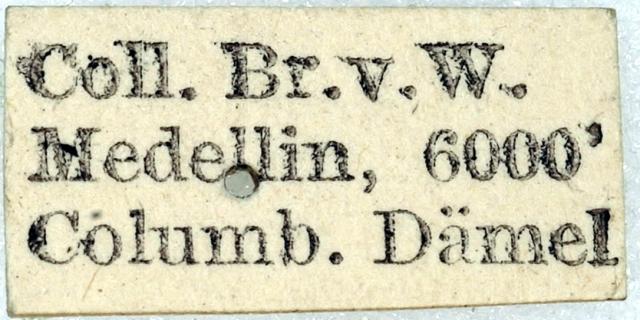 Coll. Br.v.W.
Medellin, 6000'
Columb. Dämel